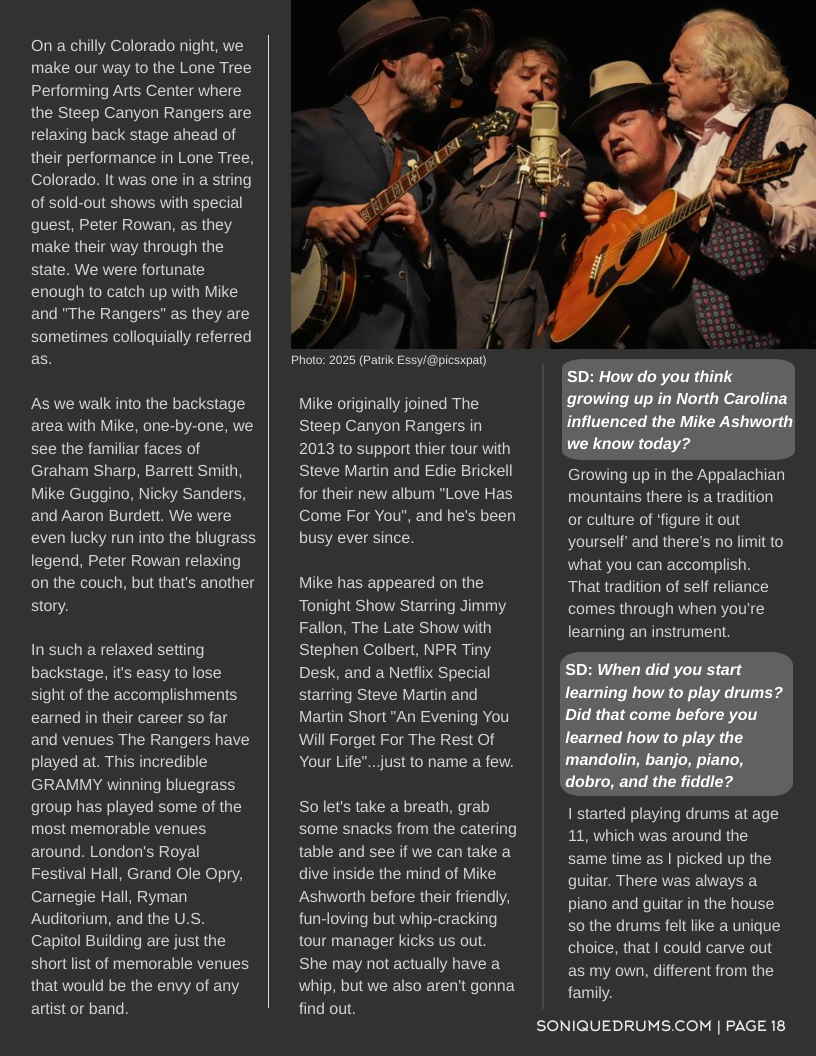 On a chilly Colorado night, we
make our way to the Lone Tree
Performing Arts Center where
the Steep Canyon Rangers are
relaxing back stage ahead of
their performance in Lone Tree,
Colorado. It was one in a string
of sold-out shows with special
guest, Peter Rowan, as they
make their way through the
state. We were fortunate
enough to catch up with Mike
and "The Rangers" as they are
sometimes colloquially referred
as.
As we walk into the backstage
area with Mike, one-by-one, we
see the familiar faces of
Graham Sharp, Barrett Smith,
Mike Guggino, Nicky Sanders,
and Aaron Burdett. We were
even lucky run into the blugrass
legend, Peter Rowan relaxing
on the couch, but that's another
story.
In such a relaxed setting
backstage, it's easy to lose
sight of the accomplishments
earned in their career so far
and venues The Rangers have
played at. This incredible
GRAMMY winning bluegrass
group has played some of the
most memorable venues
around. London's Royal
Festival Hall, Grand Ole Opry,
Carnegie Hall, Ryman
Auditorium, and the U.S.
Capitol Building are just the
short list of memorable venues
that would be the envy of any
artist or band.
Photo: 2025 (Patrik Essy/@picsxpat)
Mike originally joined The
Steep Canyon Rangers in
2013 to support thier tour with
Steve Martin and Edie Brickell
for their new album "Love Has
Come For You", and he's been
busy ever since.
Mike has appeared on the
Tonight Show Starring Jimmy
Fallon, The Late Show with
Stephen Colbert, NPR Tiny
Desk, and a Netflix Special
starring Steve Martin and
Martin Short "An Evening You
Will Forget For The Rest Of
Your Life"...just to name a few.
So let's take a breath, grab
some snacks from the catering
table and see if we can take a
dive inside the mind of Mike
Ashworth before their friendly,
fun-loving but whip-cracking
tour manager kicks us out.
She may not actually have a
whip, but we also aren't gonna
find out.
SD: How do you think
growing up in North Carolina
influenced the Mike Ashworth
we know today?
Growing up in the Appalachian
mountains there is a tradition
or culture of ‘figure it out
yourself’ and there’s no limit to
what you can accomplish.
That tradition of self reliance
comes through when you’re
learning an instrument.
SD: When did you start
learning how to play drums?
Did that come before you
learned how to play the
mandolin, banjo, piano,
dobro, and the fiddle?
I started playing drums at age
11, which was around the
same time as I picked up the
guitar. There was always a
piano and guitar in the house
so the drums felt like a unique
choice, that I could carve out
as my own, different from the
family.
SONIQUEDRUMS.COM | PAGE 18